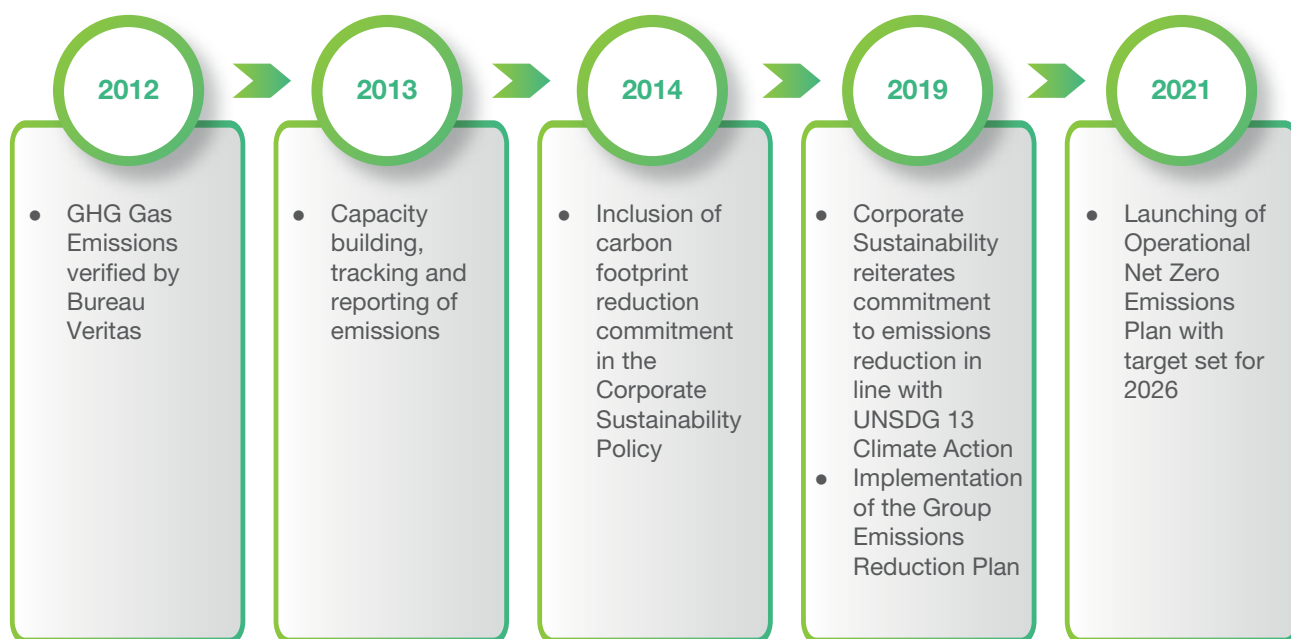 2012
● GHG Gas
Emissions
verified by
Bureau
Veritas
2013
● Capacity
building,
tracking and
reporting of
emissions
2014
● Inclusion of
carbon
footprint
reduction
commitment
in the
Corporate
Sustainability
Policy
2019
● Corporate
Sustainability
reiterates
commitment
to emissions
reduction in
line with
UNSDG 13
Climate Action
● Implementation
of the Group
Emissions
Reduction Plan
2021
● Launching of
Operational
Net Zero
Emissions
Plan with
target set for
2026